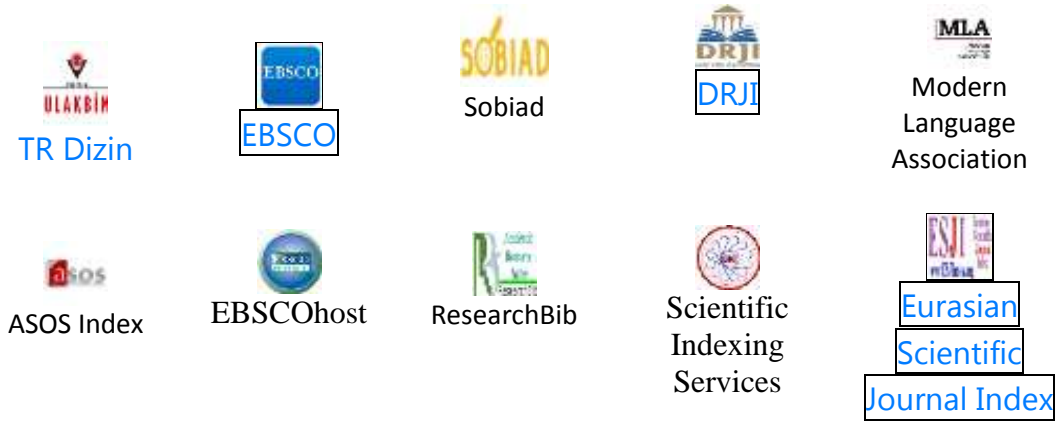 ULAKBİM
TR Dizin
EBSCO
EBSCO
SOBIAD
Sobiad
DRJI
DRJI
MLA
Modern
Language
Association
asos
ASOS Index
EBSCOhost
ResearchBib
Scientific
Indexing
Services
ESJI
Eurasian
Scientific
Journal Index